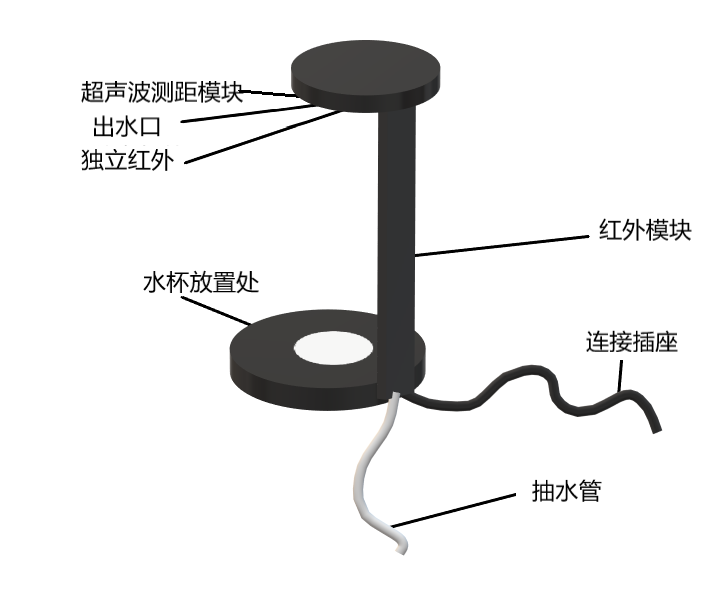 超声波测距模块
出水口
独立红外
红外模块
水杯放置处
连接插座
抽水管